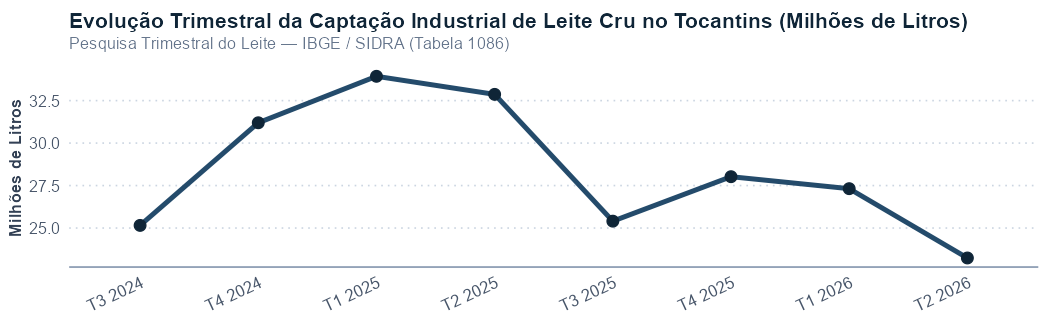 Evolução Trimestral da Captação Industrial de Leite Cru no Tocantins (Milhões de Litros)
Pesquisa Trimestral do Leite — IBGE / SIDRA (Tabela 1086)
Milhões de Litros
32.5
30.0
27.5
25.0
T3 2024
T4 2024
T1 2025
T2 2025
T3 2025
T4 2025
T1 2026
T2 2026